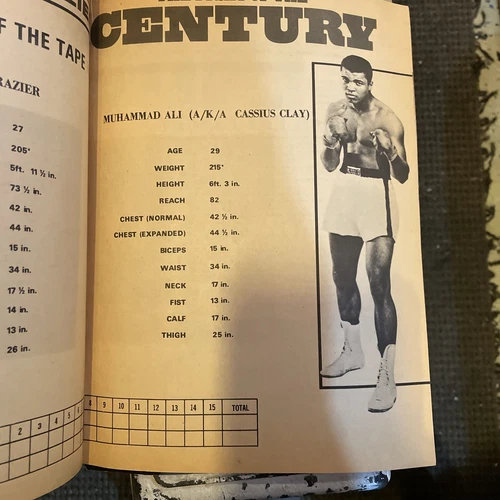 F THE TAPE
RAZIER
27
205*
5ft. 11 ½ in.
73 ½ in.
42 in.
44 in.
15 in.
34 in.
17 ½ in.
14 in.
13 in.
26 in.
2 3 4 5 6
CENTURY
MUHAMMAD ALI (A/K/A CASSIUS CLAY)
AGE 29
WEIGHT 215*
HEIGHT 6ft. 3 in.
REACH 82
CHEST (NORMAL) 42 ½ in.
CHEST (EXPANDED) 44 ½ in.
BICEPS 15 in.
WAIST 34 in.
NECK 17 in.
FIST 13 in.
CALF 17 in.
THIGH 25 in.
8 9 10 11 12 13 14 15 TOTAL